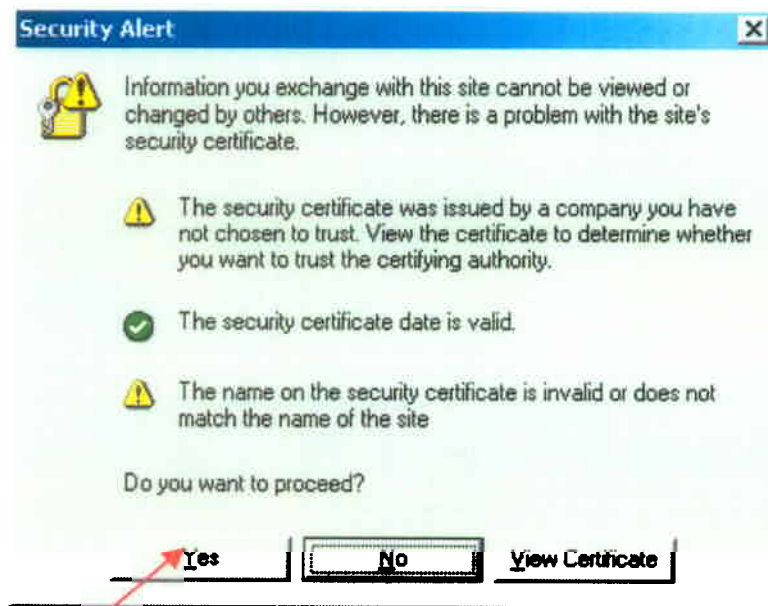 Security Alert
Information you exchange with this site cannot be viewed or
changed by others. However, there is a problem with the site's
security certificate.
The security certificate was issued by a company you have
not chosen to trust. View the certificate to determine whether
you want to trust the certifying authority.
The security certificate date is valid.
The name on the security certificate is invalid or does not
match the name of the site
Do you want to proceed?
Yes No View Certificate